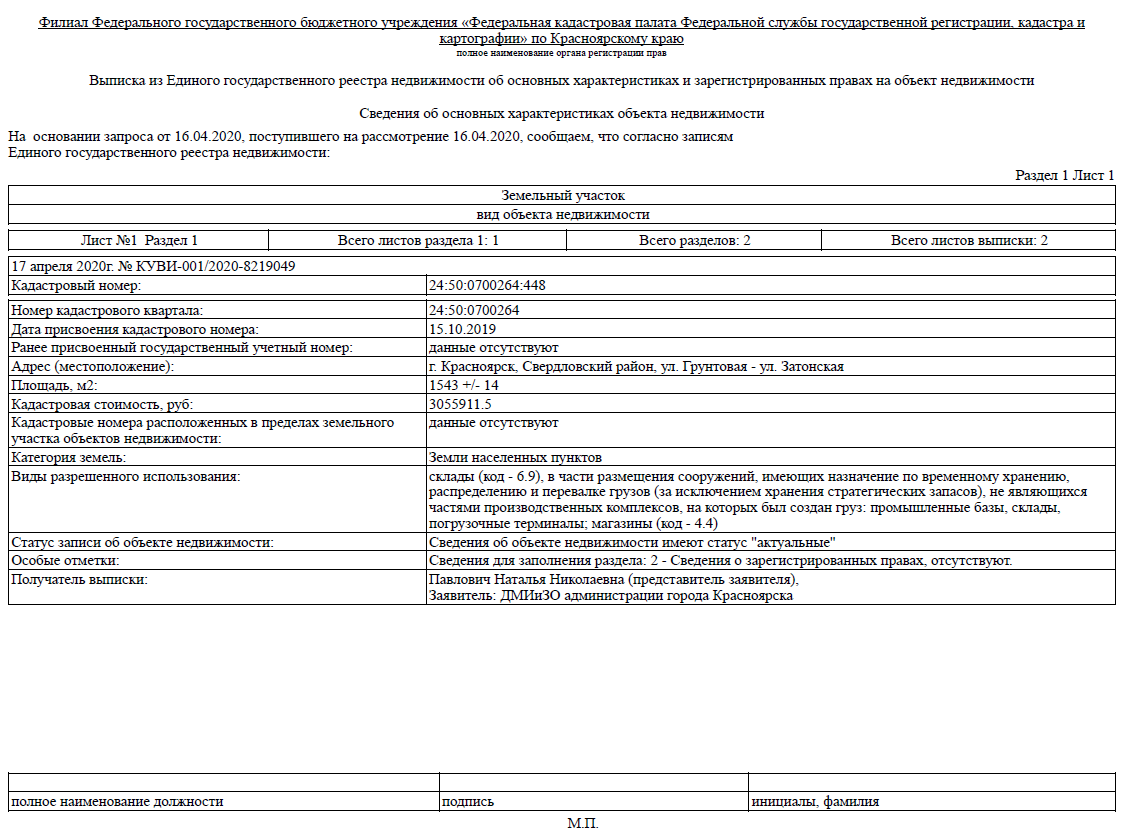 Филиал Федерального государственного бюджетного учреждения «Федеральная кадастровая палата Федеральной службы государственной регистрации, кадастра и
картографии» по Красноярскому краю
полное наименование органа регистрации прав
Выписка из Единого государственного реестра недвижимости об основных характеристиках и зарегистрированных правах на объект недвижимости
Сведения об основных характеристиках объекта недвижимости
На основании запроса от 16.04.2020, поступившего на рассмотрение 16.04.2020, сообщаем, что согласно записям
Единого государственного реестра недвижимости:
Раздел 1 Лист 1
Земельный участок
вид объекта недвижимости
Лист №1 Раздел 1 Всего листов раздела 1: 1 Всего разделов: 2 Всего листов выписки: 2
17 апреля 2020г. № КУВИ-001/2020-8219049
Кадастровый номер: 24:50:0700264:448
Номер кадастрового квартала: 24:50:0700264
Дата присвоения кадастрового номера: 15.10.2019
Ранее присвоенный государственный учетный номер: данные отсутствуют
Адрес (местоположение): г. Красноярск, Свердловский район, ул. Грунтовая - ул. Затонская
Площадь, м2: 1543 +/- 14
Кадастровая стоимость, руб: 3055911.5
Кадастровые номера расположенных в пределах земельного данные отсутствуют
участка объектов недвижимости:
Категория земель: Земли населенных пунктов
Виды разрешенного использования: склады (код - 6.9), в части размещения сооружений, имеющих назначение по временному хранению,
распределению и перевалке грузов (за исключением хранения стратегических запасов), не являющихся
частями производственных комплексов, на которых был создан груз: промышленные базы, склады,
погрузочные терминалы; магазины (код - 4.4)
Статус записи об объекте недвижимости: Сведения об объекте недвижимости имеют статус "актуальные"
Особые отметки: Сведения для заполнения раздела: 2 - Сведения о зарегистрированных правах, отсутствуют.
Получатель выписки: Павлович Наталья Николаевна (представитель заявителя),
Заявитель: ДМИиЗО администрации города Красноярска
полное наименование должности подпись инициалы, фамилия
М.П.